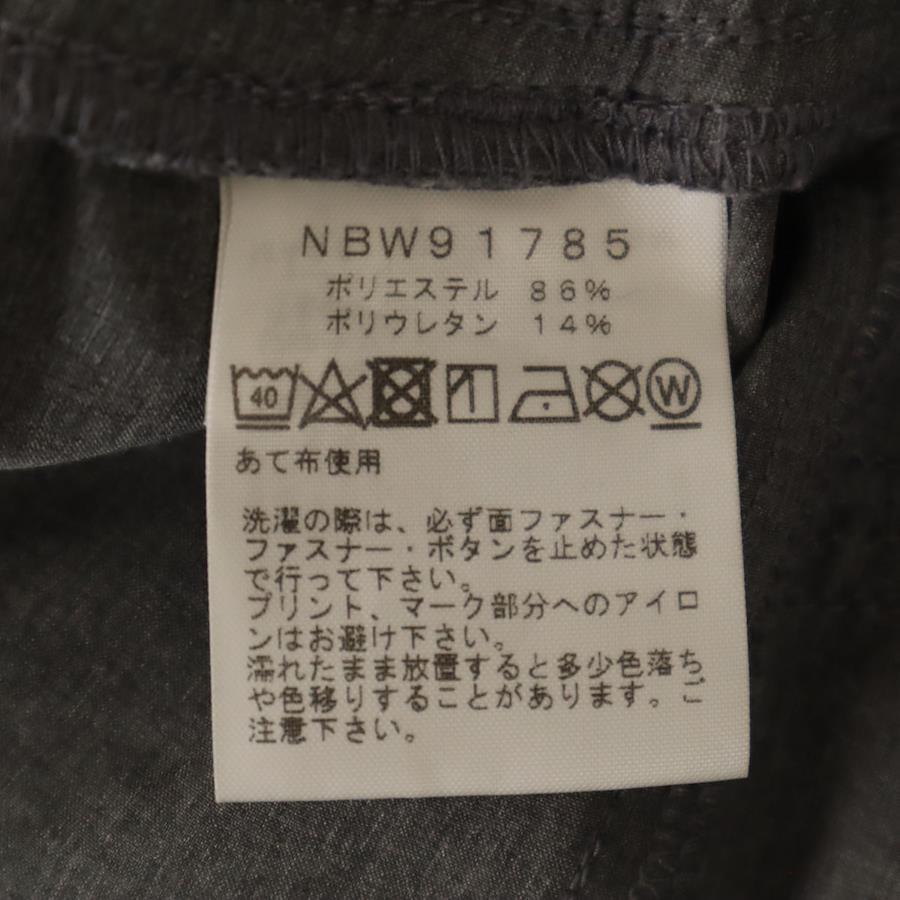 NBW91785
ポリエステル 86%
ポリウレタン 14%
40 W
あて布使用
洗濯の際は、必ず面ファスナー・
ファスナー・ボタンを止めた状態
で行って下さい。
プリント、マーク部分へのアイロ
ンはお避け下さい。
濡れたまま放置すると多少色落ち
や色移りすることがあります。ご
注意下さい。